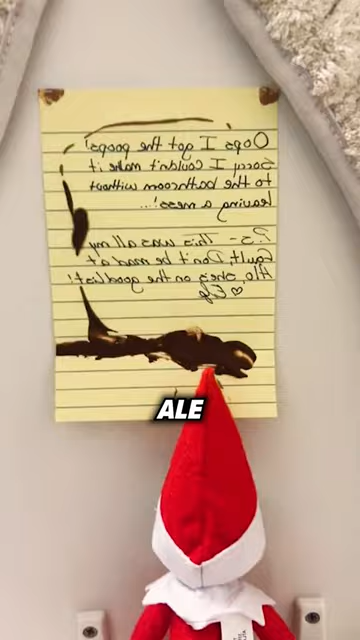 Oops I got the poops!
Sorry I couldn't make it
to the bathroom without
leaving a mess!...
P.S - This was all my
fault, Don't be mad at
Ale, she's on the good list!
♡ Elf
ALE